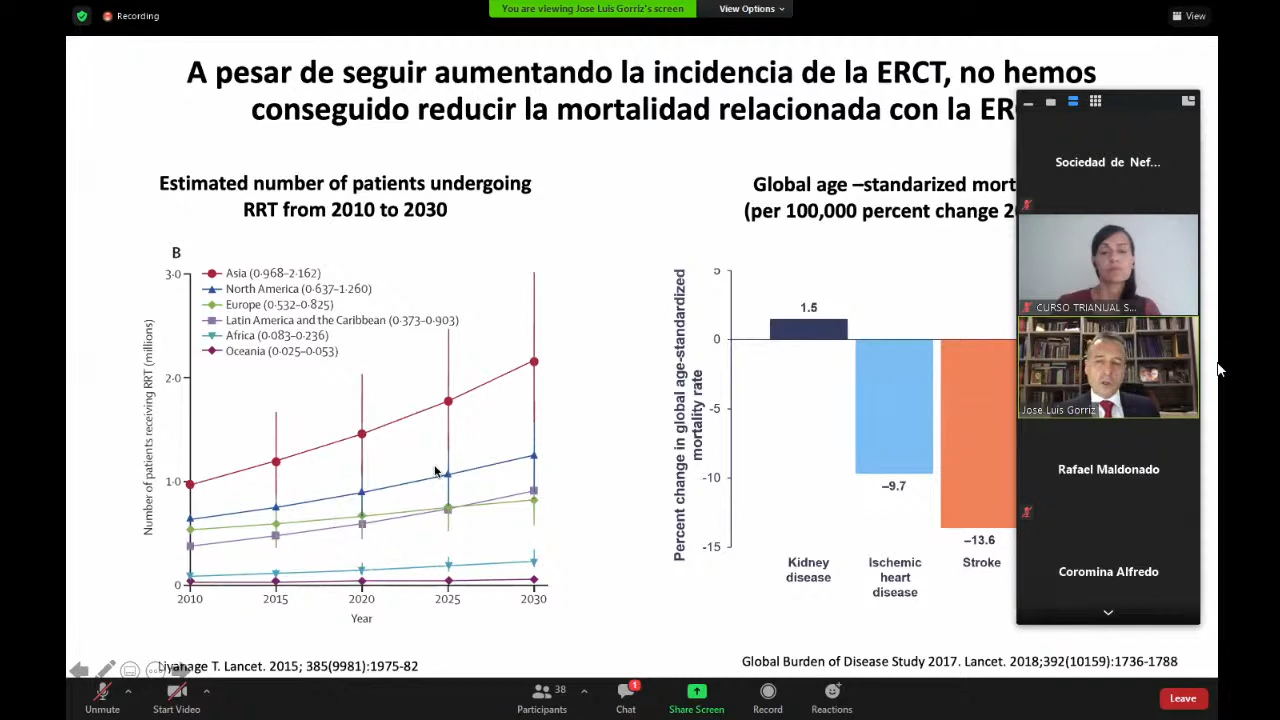 Recording
You are viewing Jose Luis Gorriz's screen
View Options
View
A pesar de seguir aumentando la incidencia de la ERCT, no hemos
conseguido reducir la mortalidad relacionada con la ER
Estimated number of patients undergoing
RRT from 2010 to 2030
B
3·0
2·0
1·0
0
Number of patients receiving RRT (millions)
Asia (0·968–2·162)
North America (0·637–1·260)
Europe (0·532–0·825)
Latin America and the Caribbean (0·373–0·903)
Africa (0·083–0·236)
Oceania (0·025–0·053)
2010 2015 2020 2025 2030
Year
Global age –standarized mort
(per 100,000 percent change 2
Percent change in global age-standardized
mortality rate
5
0
-5
-10
-15
1.5
–9.7
–13.6
Kidney
disease
Ischemic
heart
disease
Stroke
Sociedad de Nef...
CURSO TRIANUAL S...
Jose Luis Gorriz
Rafael Maldonado
Coromina Alfredo
T. Lancet. 2015; 385(9981):1975-82
Global Burden of Disease Study 2017. Lancet. 2018;392(10159):1736-1788
Unmute
Start Video
38
Participants
1
Chat
Share Screen
Record
Reactions
Leave